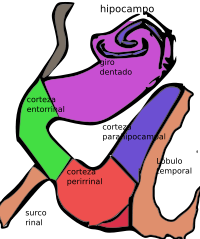 hipocampo
giro
dentado
corteza
entorrinal
corteza
parahipocampal
corteza
perirrinal
Lóbulo
temporal
surco
rinal